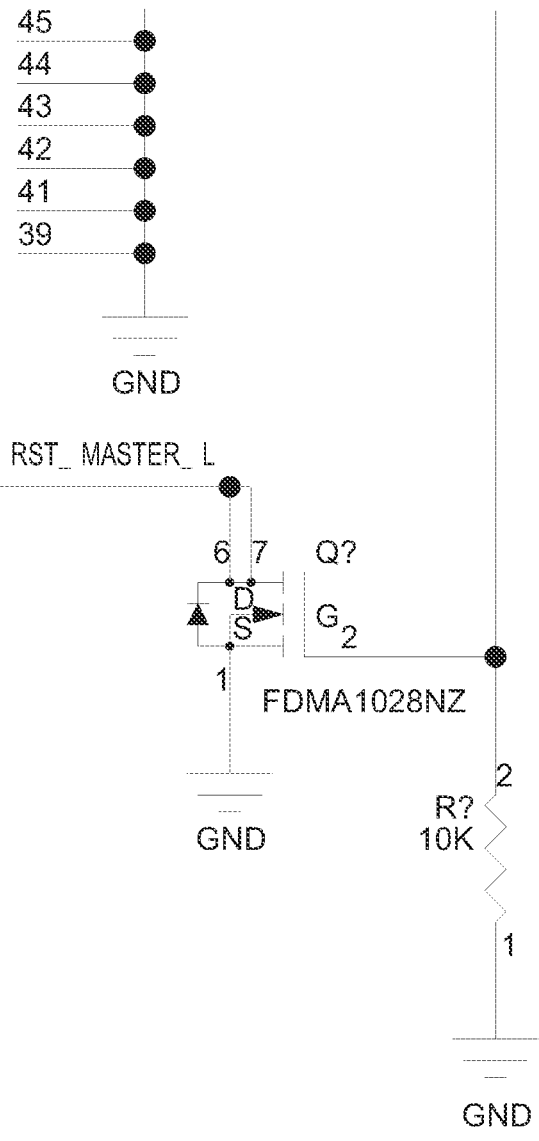 45
44
43
42
41
39
GND
RST_ MASTER_ L
6 7 Q?
D
G
S 2
1
FDMA1028NZ
GND
2
R?
10K
1
GND